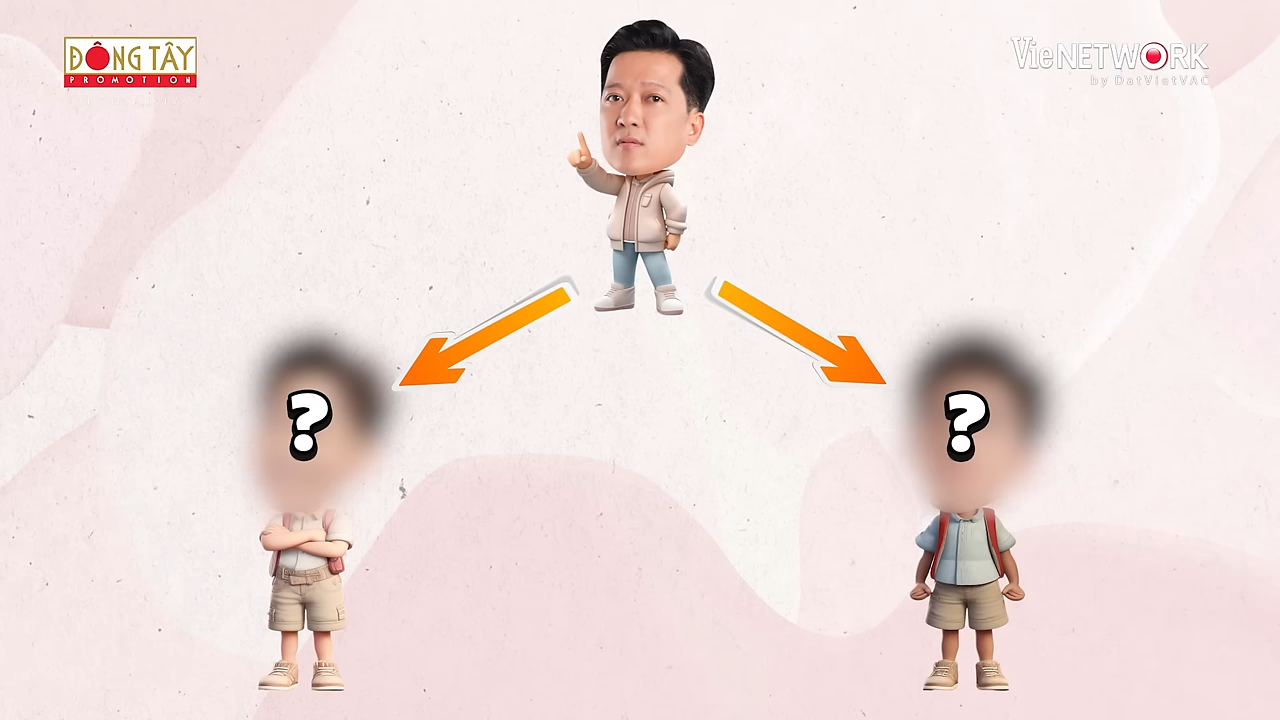 ĐÔNG TÂY
PROMOTION
VieNETWORK
by DatVietVAC
?
?